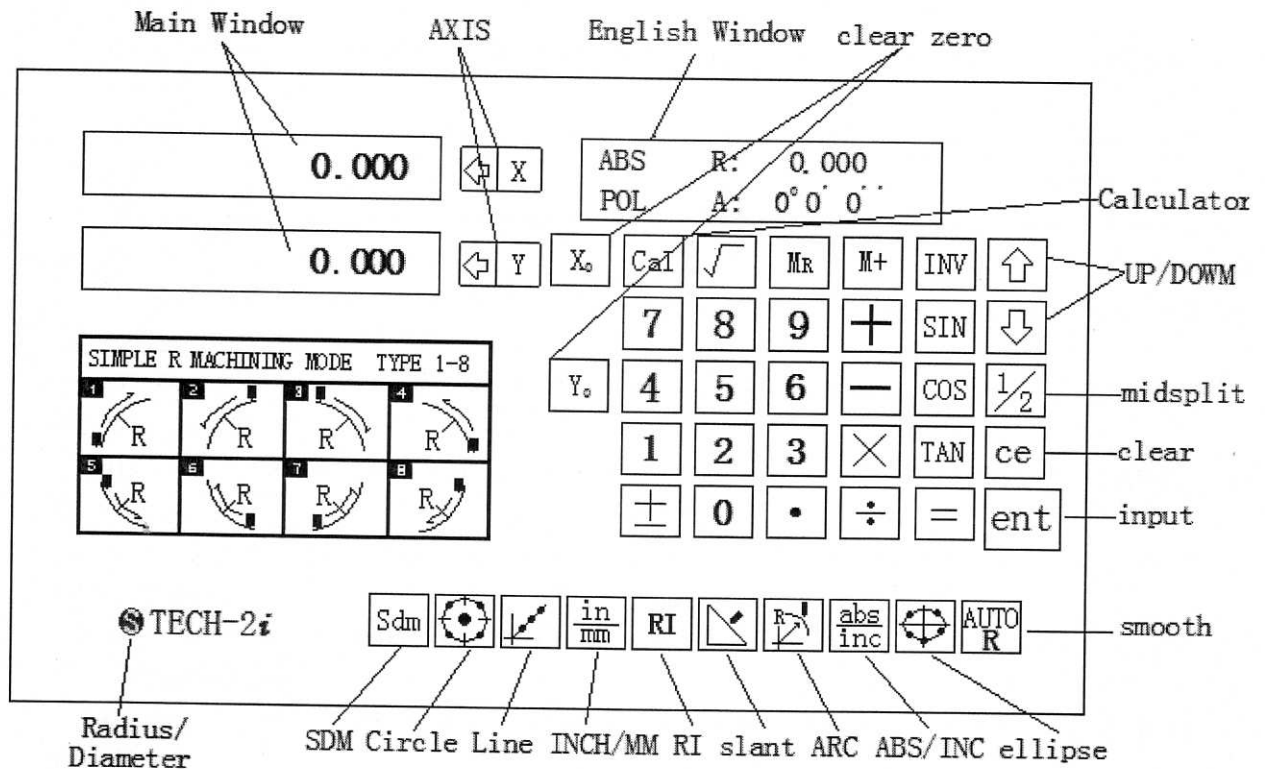 Main Window AXIS English Window clear zero
0.000 X ABS R: 0.000
POL A: 0°0′ 0′′
Calculator
0.000 Y X₀ Cal √ MR M+ INV
UP/DOWM
7 8 9 + SIN
SIMPLE R MACHINING MODE TYPE 1-8
1 2 3 4
R R R R
Y₀ 4 5 6 — COS 1/2 midsplit
5 6 7 8
R R R R
1 2 3 × TAN ce clear
± 0 • ÷ = ent input
S TECH-2i Sdm in/mm RI R abs/inc AUTO R smooth
Radius/
Diameter
SDM Circle Line INCH/MM RI slant ARC ABS/INC ellipse